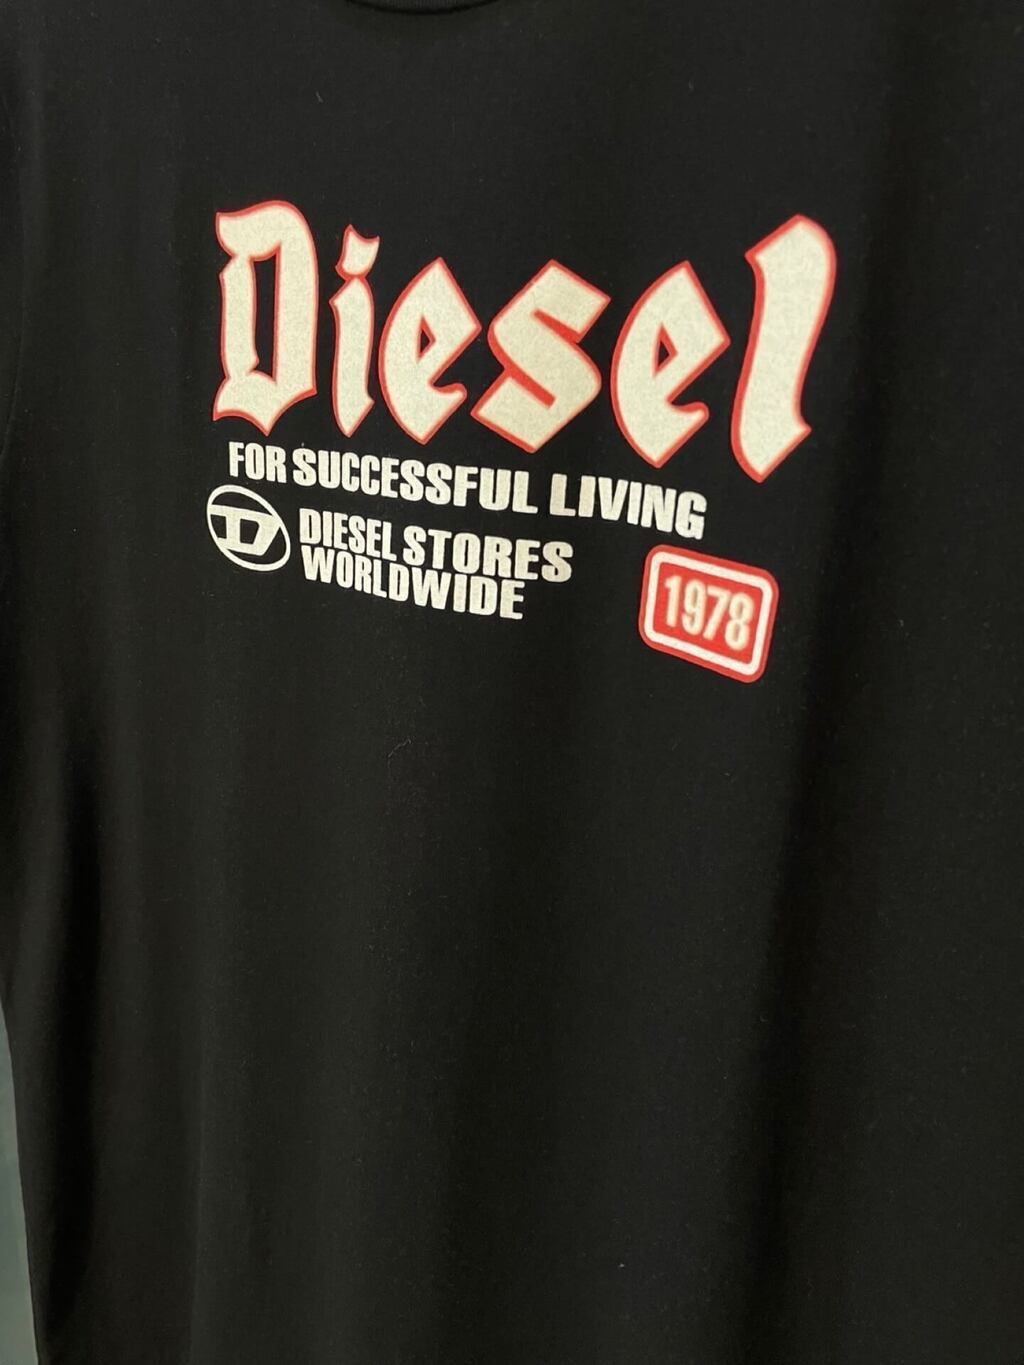 Diesel
FOR SUCCESSFUL LIVING
D
DIESEL STORES
WORLDWIDE
1978